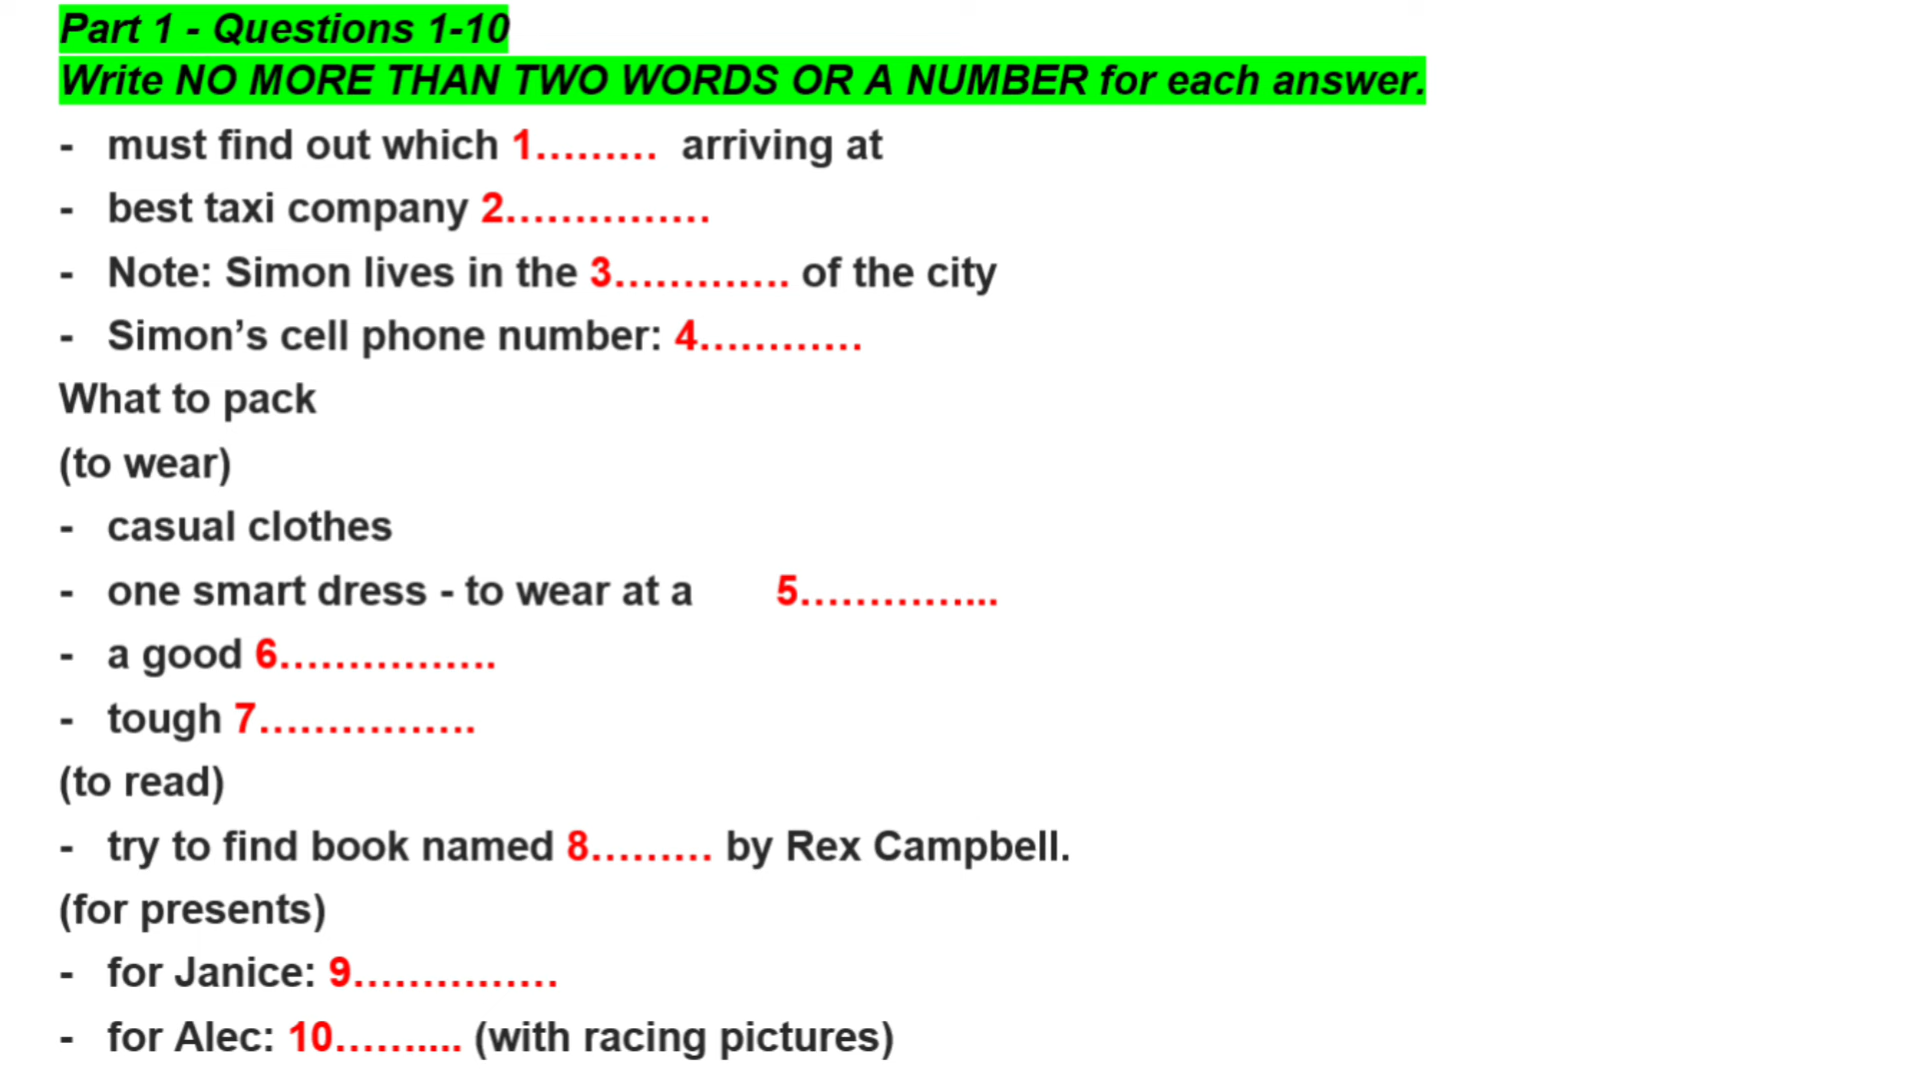 Part 1 - Questions 1-10
Write NO MORE THAN TWO WORDS OR A NUMBER for each answer.
- must find out which 1……… arriving at
- best taxi company 2……………
- Note: Simon lives in the 3…………. of the city
- Simon’s cell phone number: 4…………
What to pack
(to wear)
- casual clothes
- one smart dress - to wear at a 5…………...
- a good 6…………….
- tough 7…………….
(to read)
- try to find book named 8……… by Rex Campbell.
(for presents)
- for Janice: 9……………
- for Alec: 10…….... (with racing pictures)